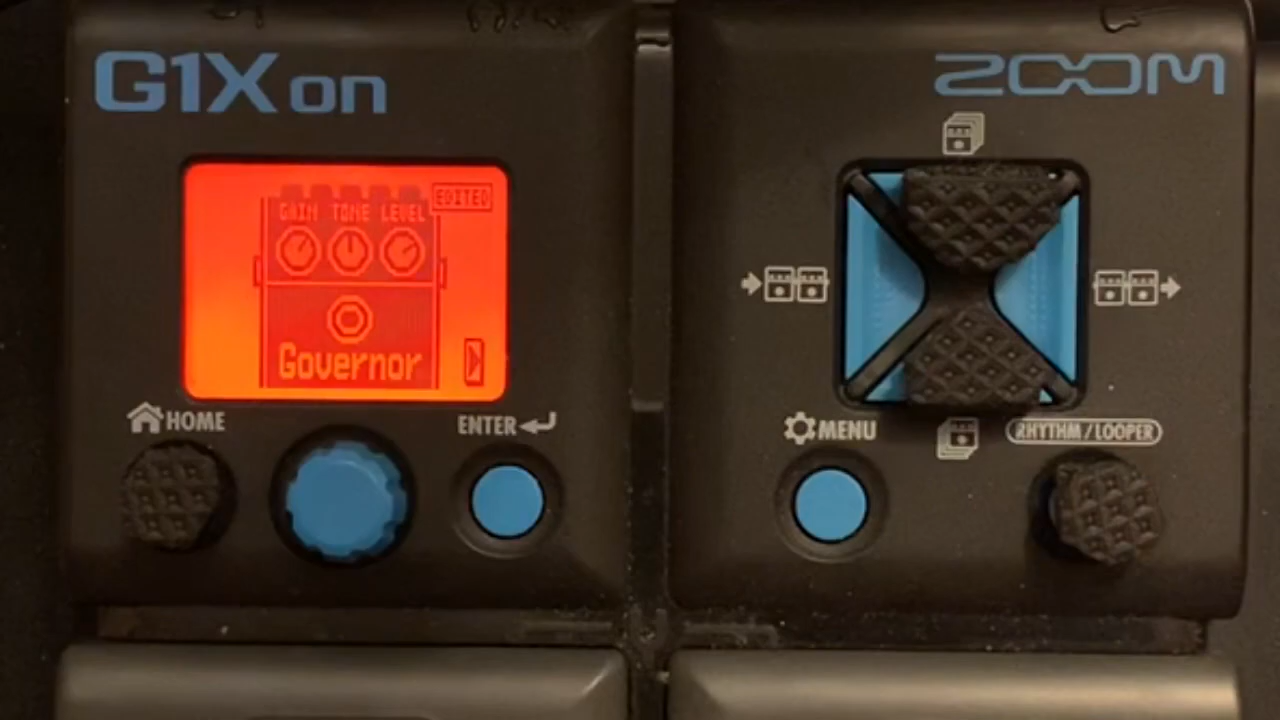 G1X on
ZOOM
EDITED
GAIN TONE LEVEL
Governor
HOME
ENTER
MENU
RHYTHM/LOOPER